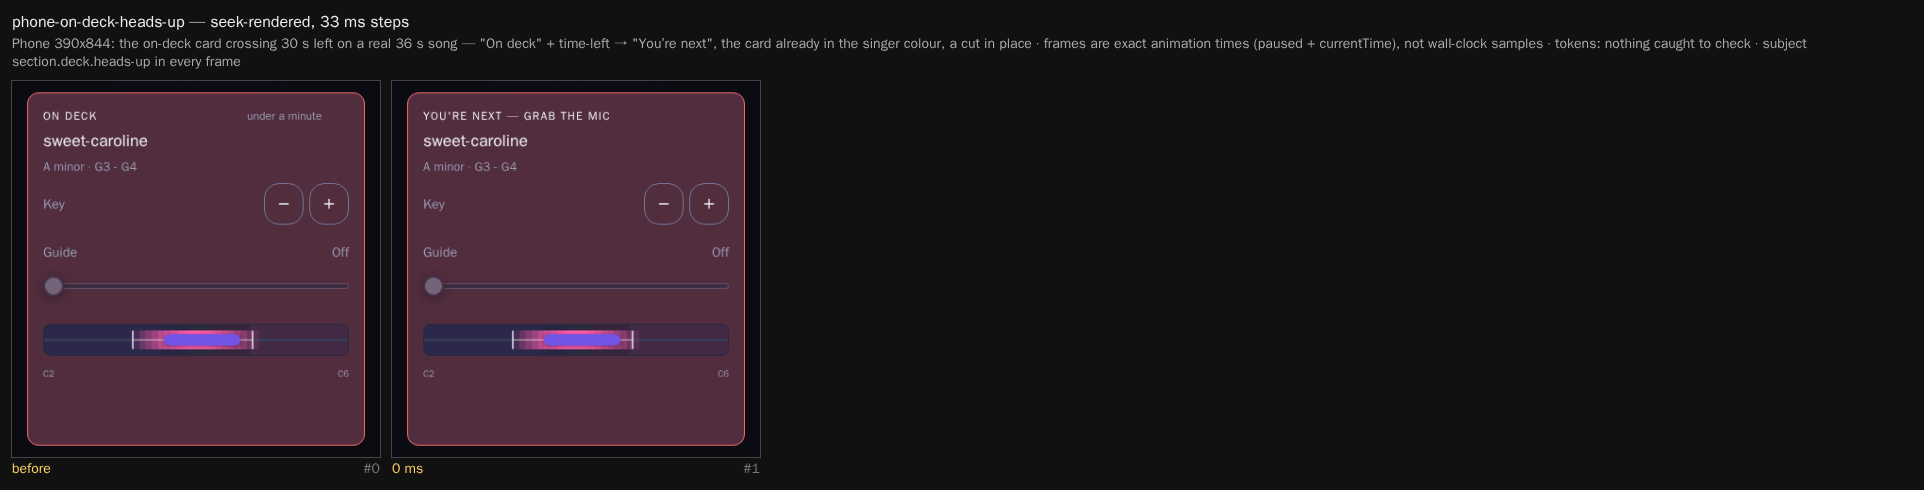 phone-on-deck-heads-up — seek-rendered, 33 ms steps
Phone 390x844: the on-deck card crossing 30 s left on a real 36 s song — "On deck" + time-left → "You're next", the card already in the singer colour, a cut in place · frames are exact animation times (paused + currentTime), not wall-clock samples · tokens: nothing caught to check · subject
section.deck.heads-up in every frame
ON DECK under a minute
sweet-caroline
A minor · G3 - G4
Key − +
Guide Off
C2 C6
before #0
YOU'RE NEXT — GRAB THE MIC
sweet-caroline
A minor · G3 - G4
Key − +
Guide Off
C2 C6
0 ms #1